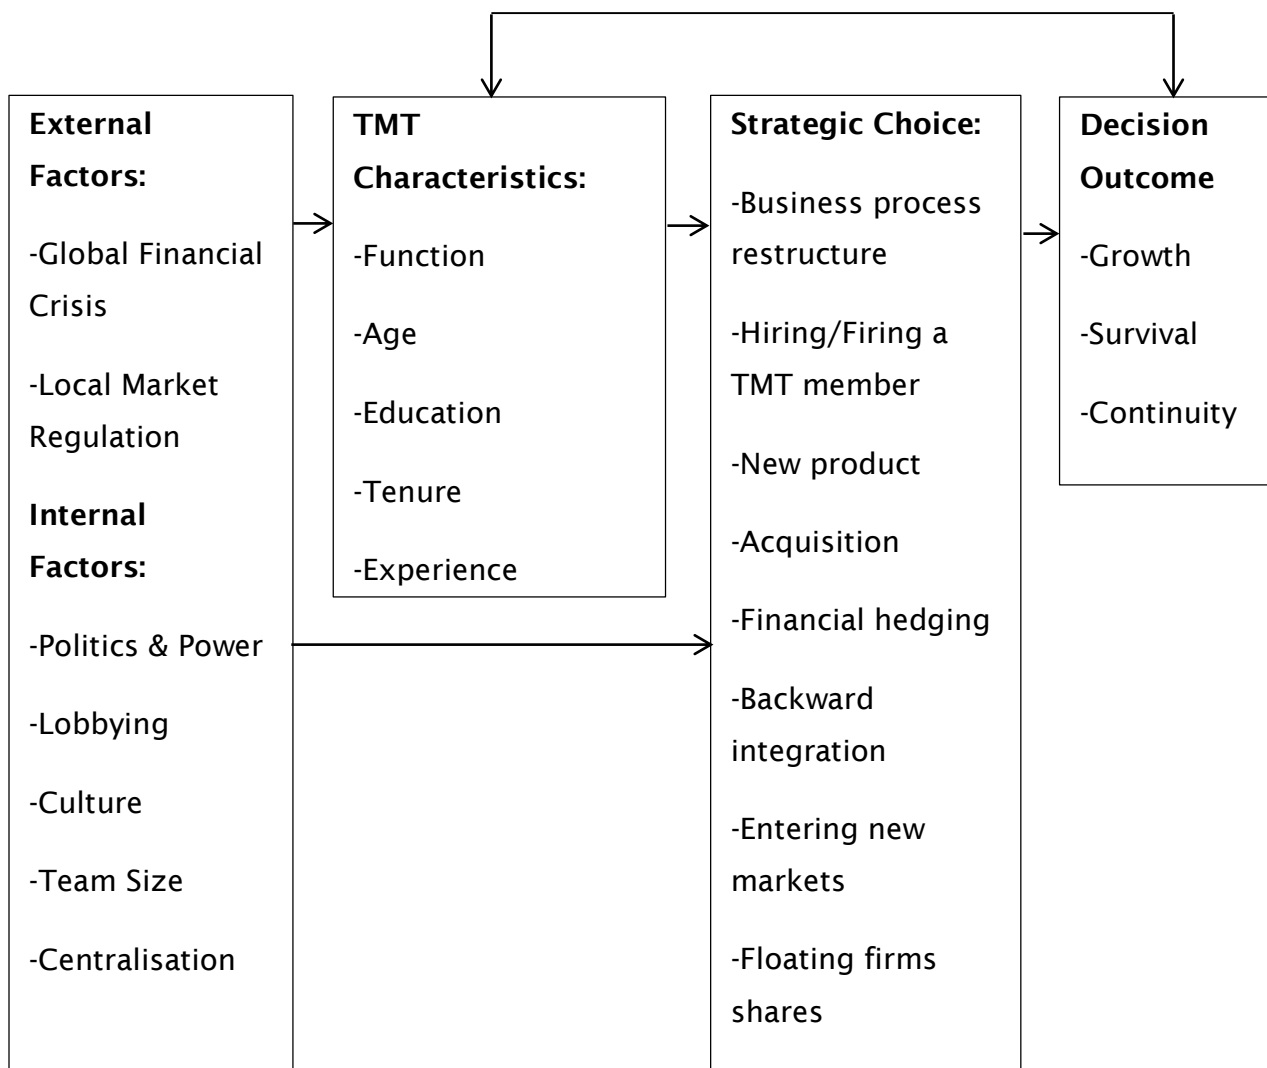 External
Factors:
-Global Financial
Crisis
-Local Market
Regulation
Internal
Factors:
-Politics & Power
-Lobbying
-Culture
-Team Size
-Centralisation
TMT
Characteristics:
-Function
-Age
-Education
-Tenure
-Experience
Strategic Choice:
-Business process
restructure
-Hiring/Firing a
TMT member
-New product
-Acquisition
-Financial hedging
-Backward
integration
-Entering new
markets
-Floating firms
shares
Decision
Outcome
-Growth
-Survival
-Continuity